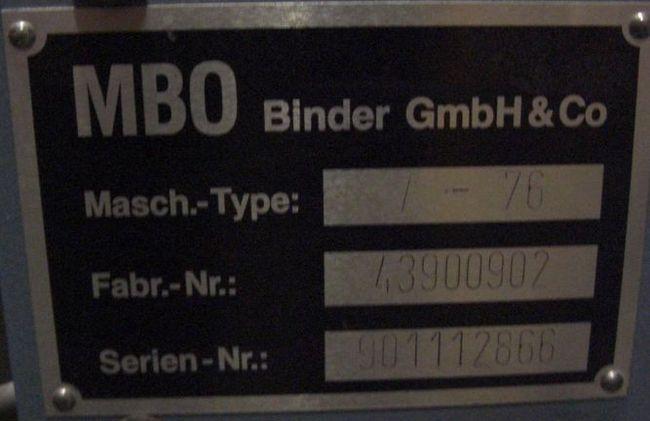 MBO Binder GmbH & Co
Masch.-Type: / - 76
Fabr.-Nr.: 43900902
Serien-Nr.: 901112866